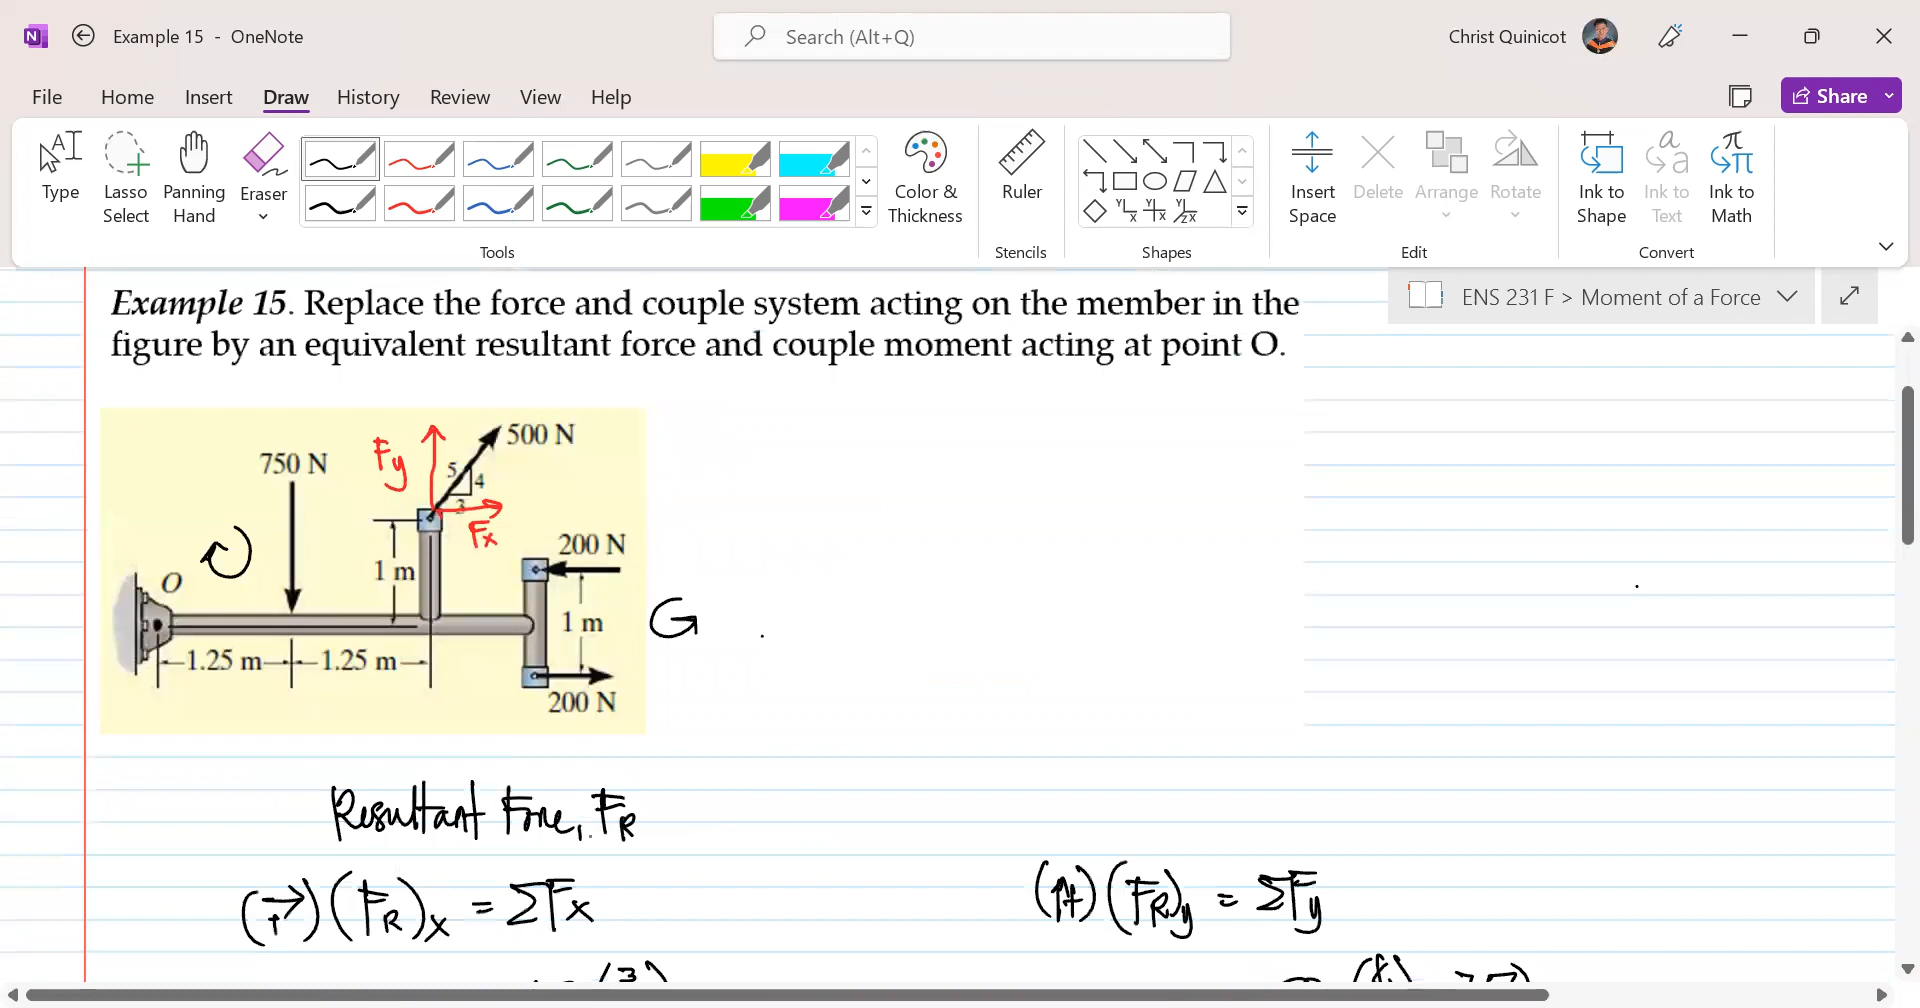 Example 15 - OneNote
Search (Alt+Q)
Christ Quinicot
File Home Insert Draw History Review View Help
Share
Type
Lasso Select
Panning Hand
Eraser
Color & Thickness
Ruler
Insert Space
Delete
Arrange
Rotate
Ink to Shape
Ink to Text
Ink to Math
Tools
Stencils
Shapes
Edit
Convert
ENS 231 F > Moment of a Force
Example 15. Replace the force and couple system acting on the member in the
figure by an equivalent resultant force and couple moment acting at point O.
500 N
750 N
Fy
5
4
3
Fx
200 N
1 m
O
1 m
1.25 m
1.25 m
200 N
Resultant Force, FR
(→+) (FR)x = ΣFx
(↑+) (FR)y = ΣFy